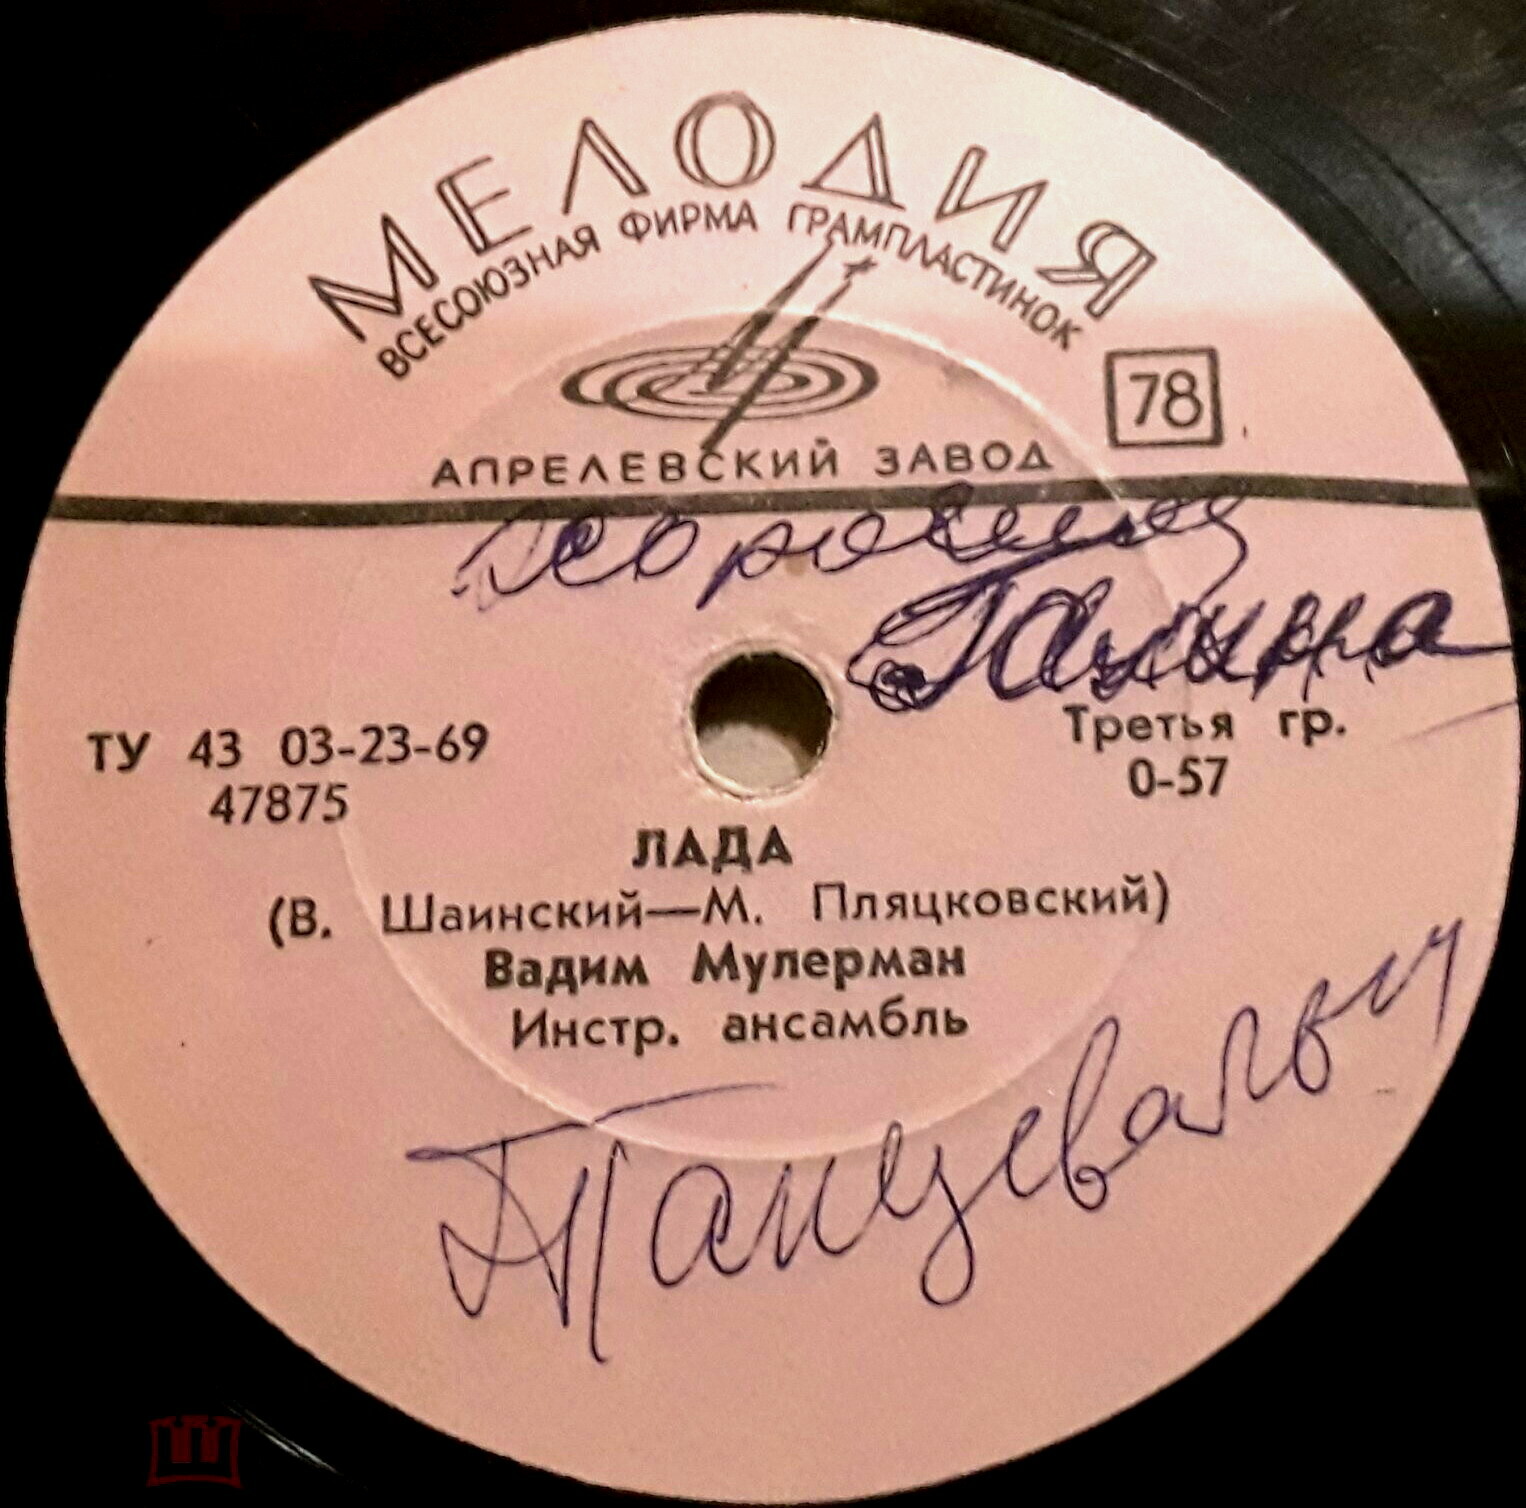 МЕЛОДИЯ
ВСЕСОЮЗНАЯ ФИРМА ГРАМПЛАСТИНОК
78
АПРЕЛЕВСКИЙ ЗАВОД
Галина
ТУ 43 03-23-69
47875
Третья гр.
0-57
ЛАДА
(В. Шаинский—М. Пляцковский)
Вадим Мулерман
Инстр. ансамбль